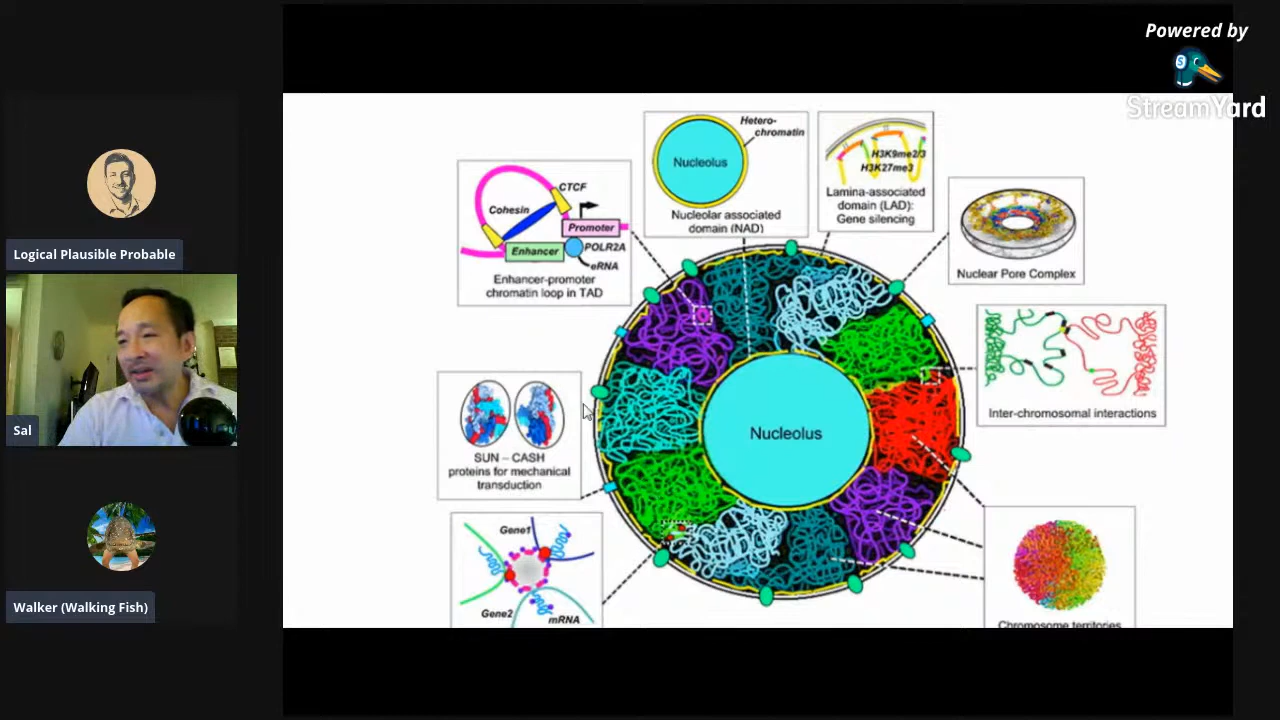 Powered by
StreamYard
Logical Plausible Probable
Sal
Walker (Walking Fish)
CTCF
Cohesin
Promoter
Enhancer
POLR2A
eRNA
Enhancer-promoter
chromatin loop in TAD
Hetero-
chromatin
Nucleolus
Nucleolar associated
domain (NAD)
H3K9me2/3
H3K27me3
Lamina-associated
domain (LAD):
Gene silencing
Nuclear Pore Complex
Inter-chromosomal interactions
Nucleolus
SUN – CASH
proteins for mechanical
transduction
Gene1
Gene2
mRNA
Chromosome territories